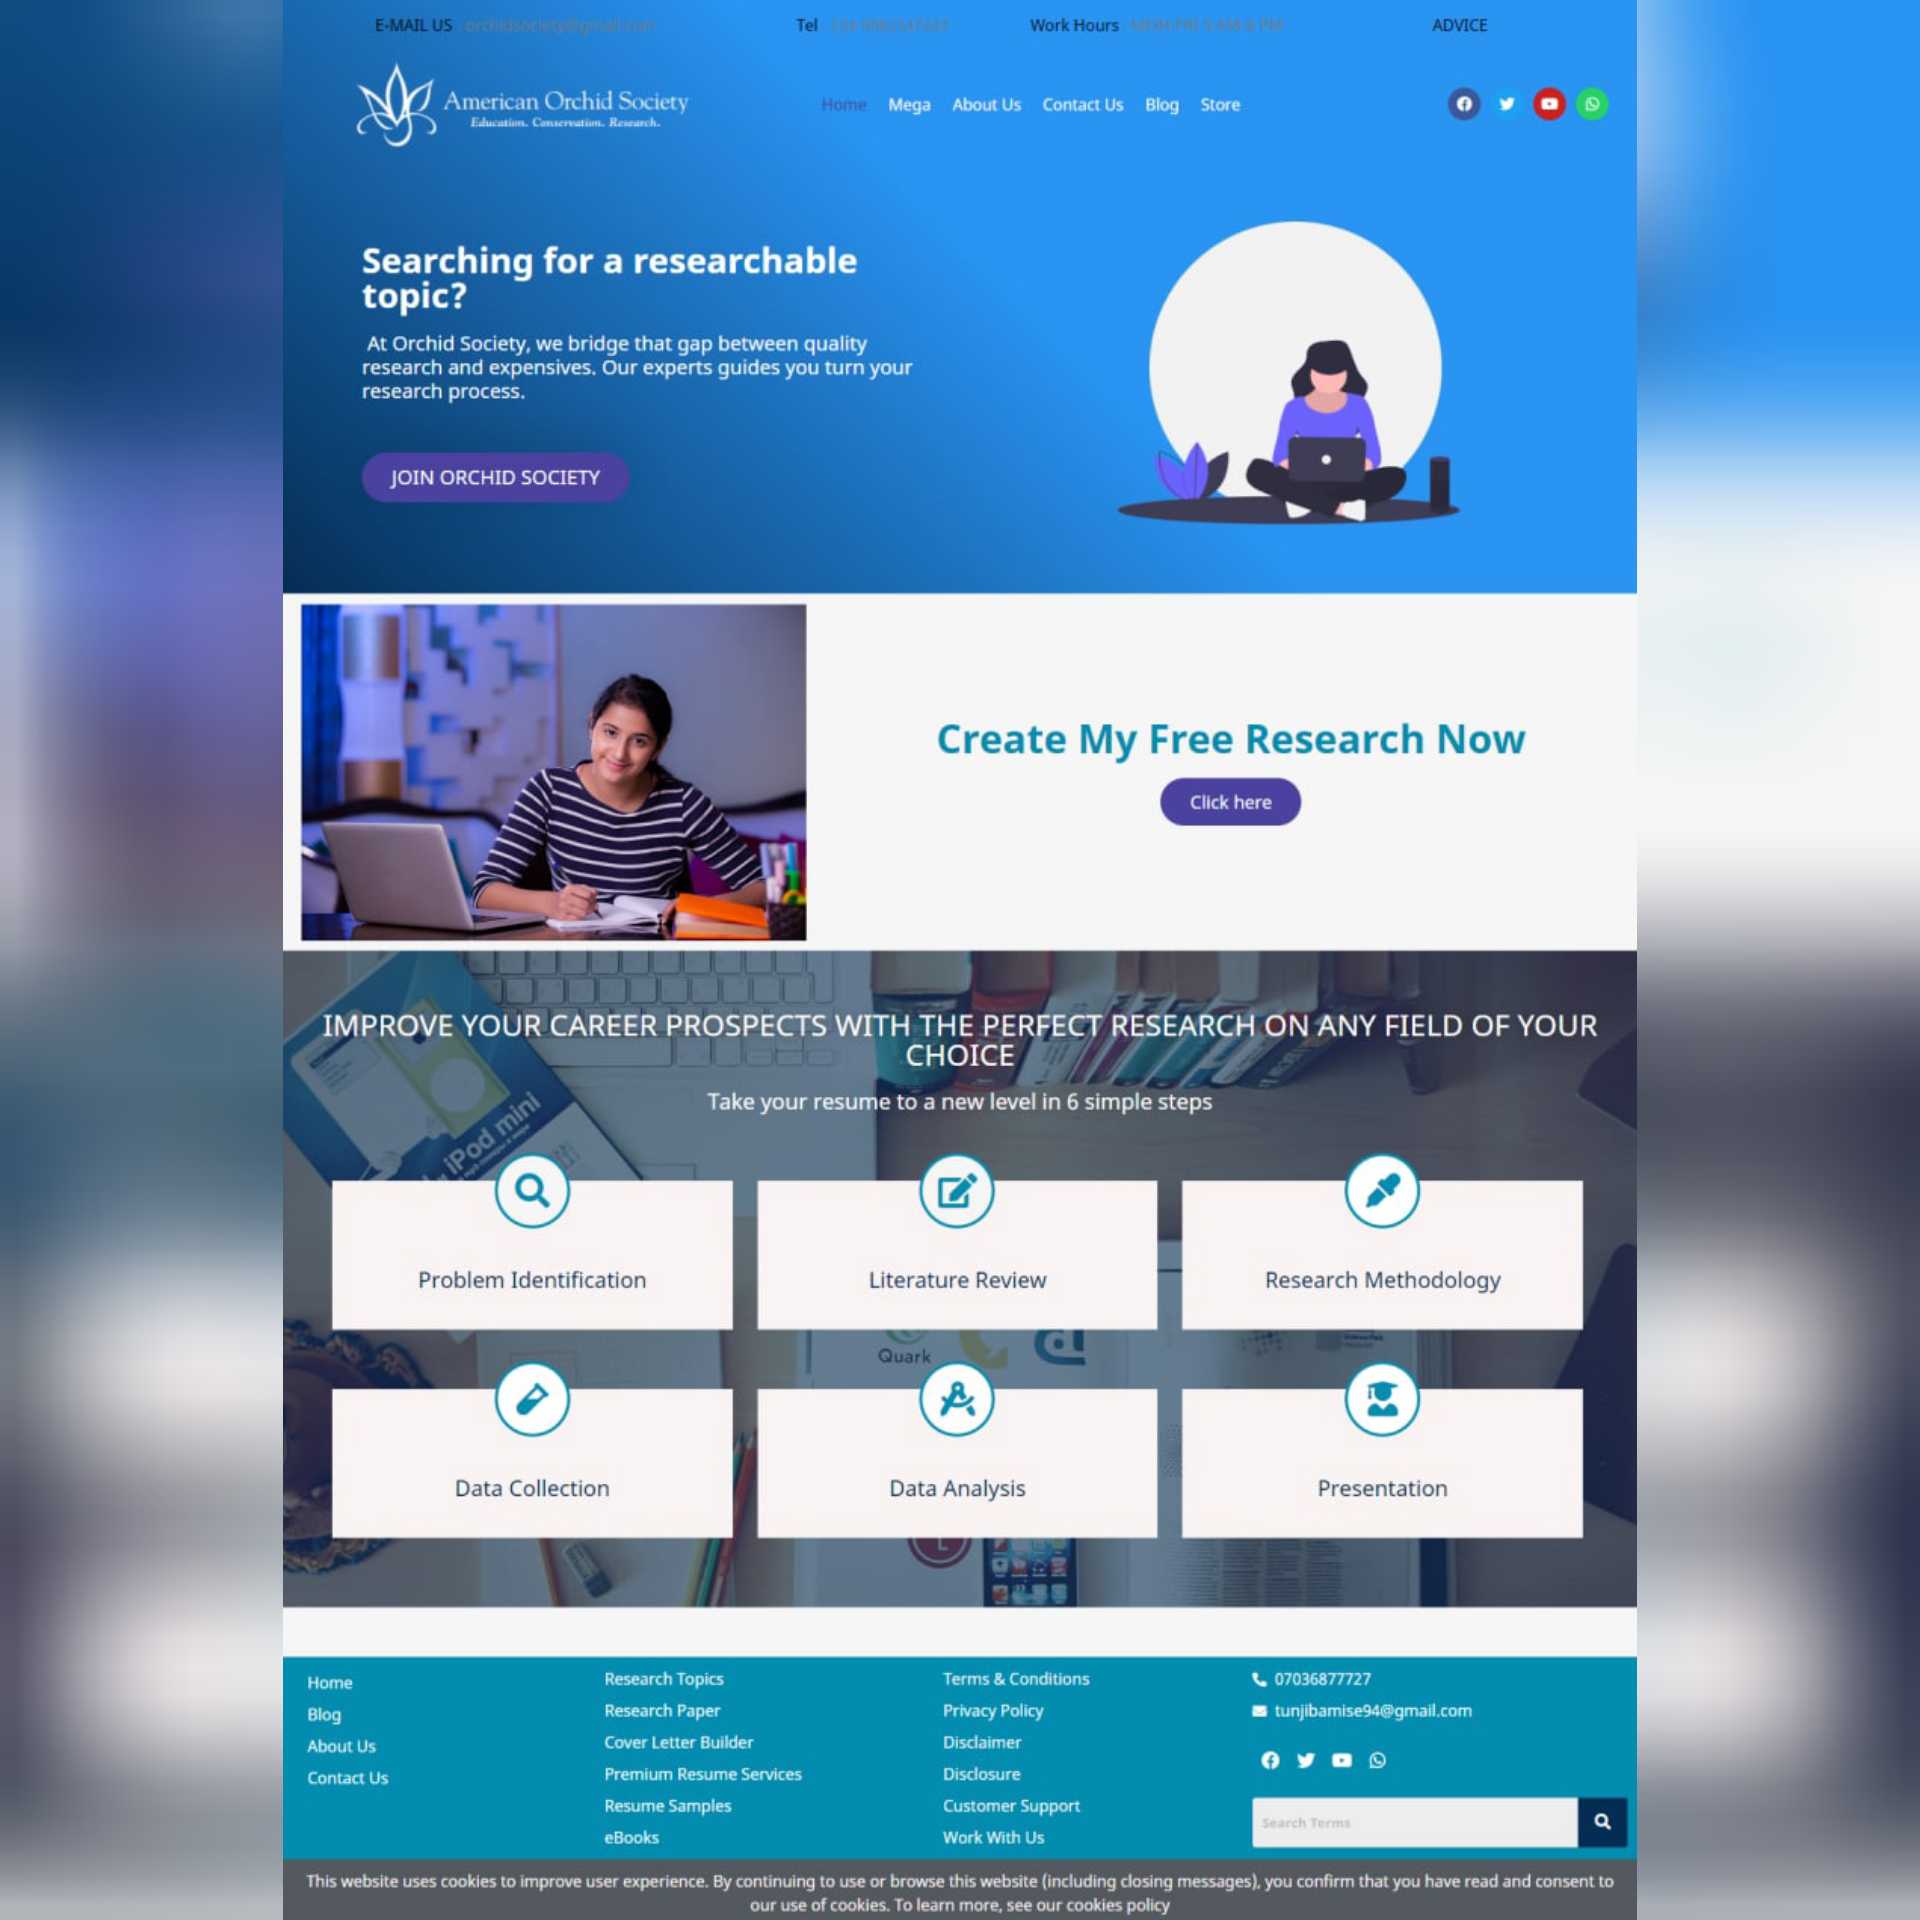 E-MAIL US orchidsociety@gmail.com
Tel
Work Hours
ADVICE
American Orchid Society
Education. Conservation. Research.
Home Mega About Us Contact Us Blog Store
Searching for a researchable
topic?
At Orchid Society, we bridge that gap between quality
research and expensives. Our experts guides you turn your
research process.
JOIN ORCHID SOCIETY
Create My Free Research Now
Click here
IMPROVE YOUR CAREER PROSPECTS WITH THE PERFECT RESEARCH ON ANY FIELD OF YOUR
CHOICE
Take your resume to a new level in 6 simple steps
iPod mini
Problem Identification
Literature Review
Research Methodology
Quark
Data Collection
Data Analysis
Presentation
L
Home
Blog
About Us
Contact Us
Research Topics
Research Paper
Cover Letter Builder
Premium Resume Services
Resume Samples
eBooks
Terms & Conditions
Privacy Policy
Disclaimer
Disclosure
Customer Support
Work With Us
07036877727
tunjibamise94@gmail.com
Search Terms
This website uses cookies to improve user experience. By continuing to use or browse this website (including closing messages), you confirm that you have read and consent to
our use of cookies. To learn more, see our cookies policy